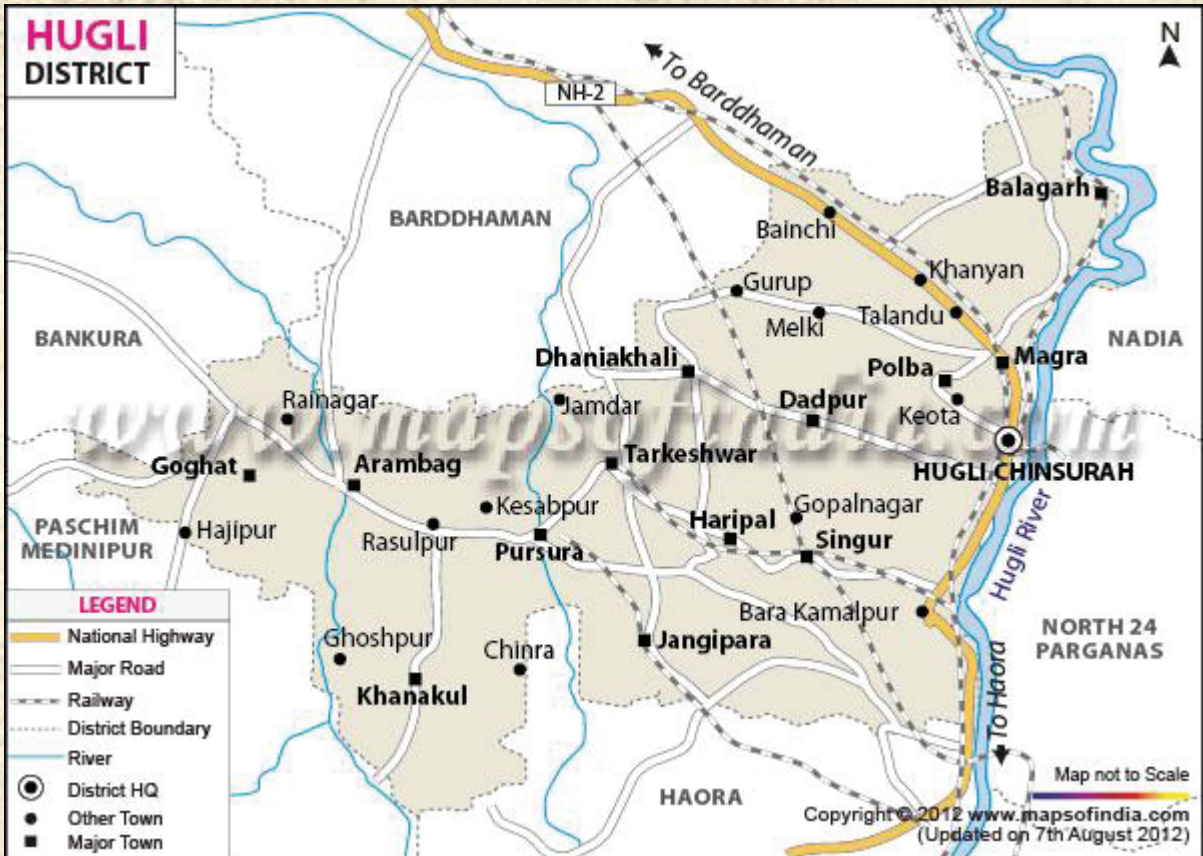 HUGLI
DISTRICT
N
NH-2
To Barddhaman
BARDDHAMAN
Balagarh
Bainchi
Khanyan
Gurup
Melki
Talandu
BANKURA
NADIA
Dhaniakhali
Magra
Polba
Rainagar
Jamdar
Dadpur
Keota
www.mapsofindia.com
Goghat
Arambag
Tarkeshwar
HUGLI CHINSURAH
Kesabpur
Gopalnagar
PASCHIM
MEDINIPUR
Hajipur
Rasulpur
Pursura
Haripal
Singur
Hugli River
LEGEND
National Highway
Major Road
Railway
District Boundary
River
District HQ
Other Town
Major Town
Bara Kamalpur
Ghoshpur
Chinra
Jangipara
NORTH 24
PARGANAS
Khanakul
To Haora
HAORA
Map not to Scale
Copyright © 2012 www.mapsofindia.com
(Updated on 7th August 2012)